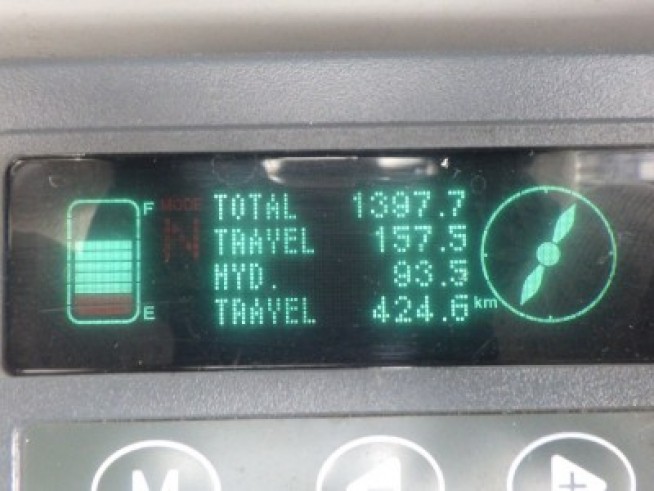 F
MODE
N
E
TOTAL 1397.7
TRAVEL 157.5
HYD. 93.5
TRAVEL 424.6 km
M
+